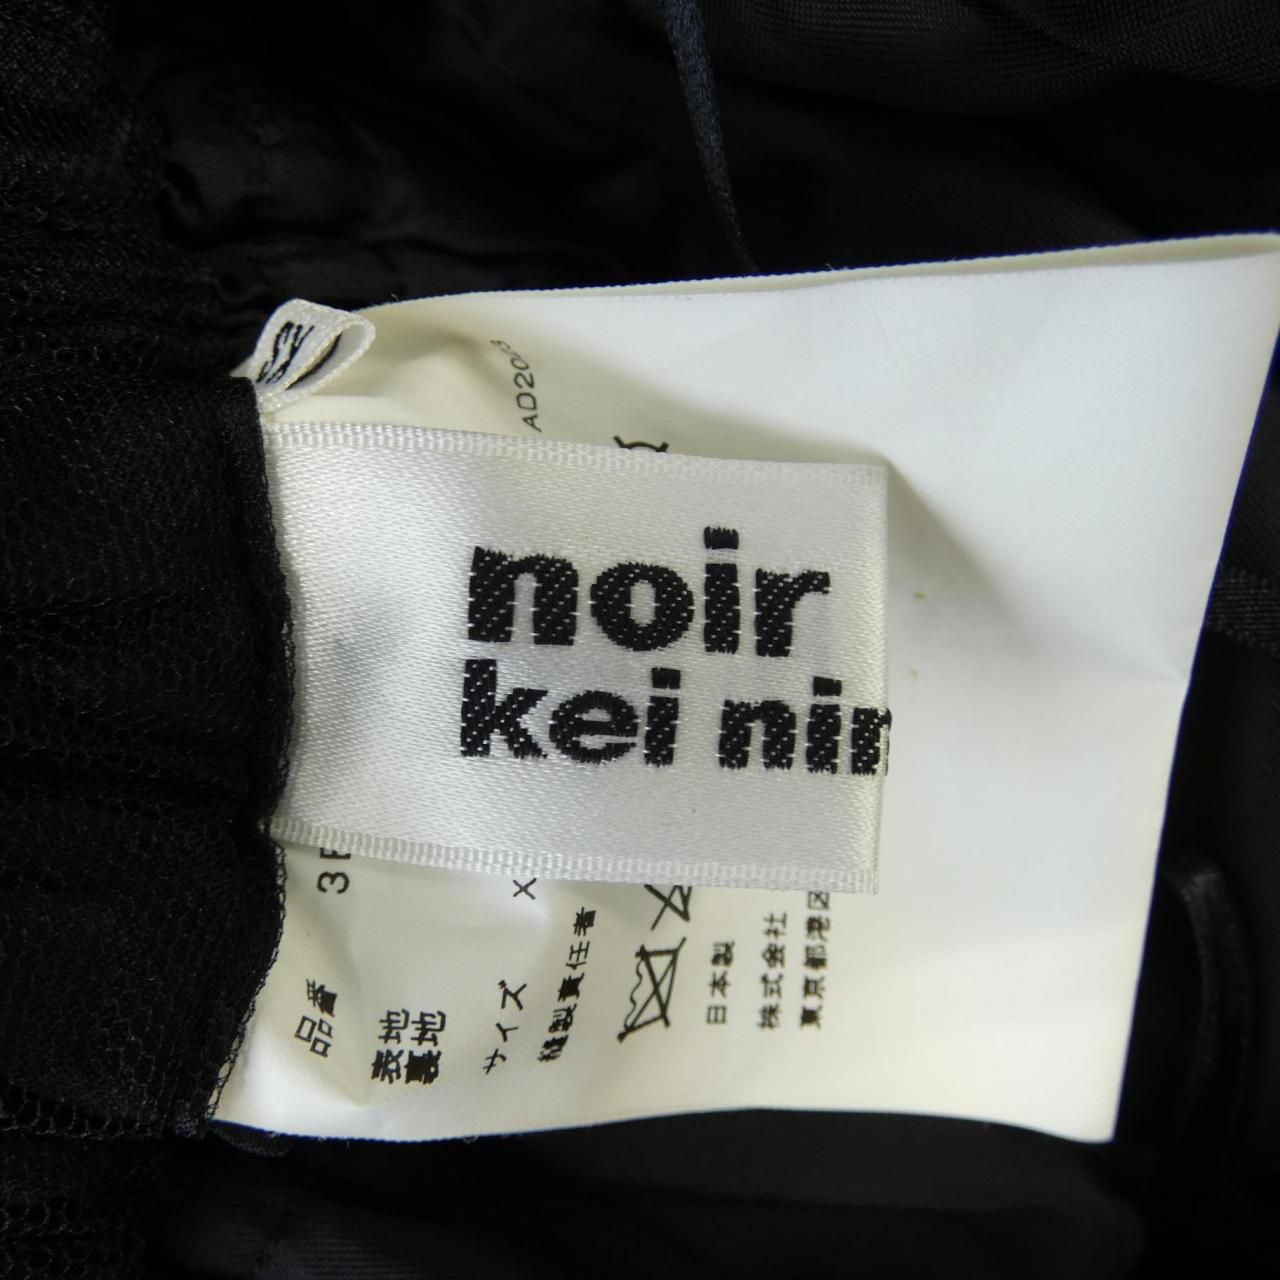 noir
kei nin
AD20
品番 3
表地
裏地
サイズ X
縫製責任者
日本製
株式会社
東京都港区